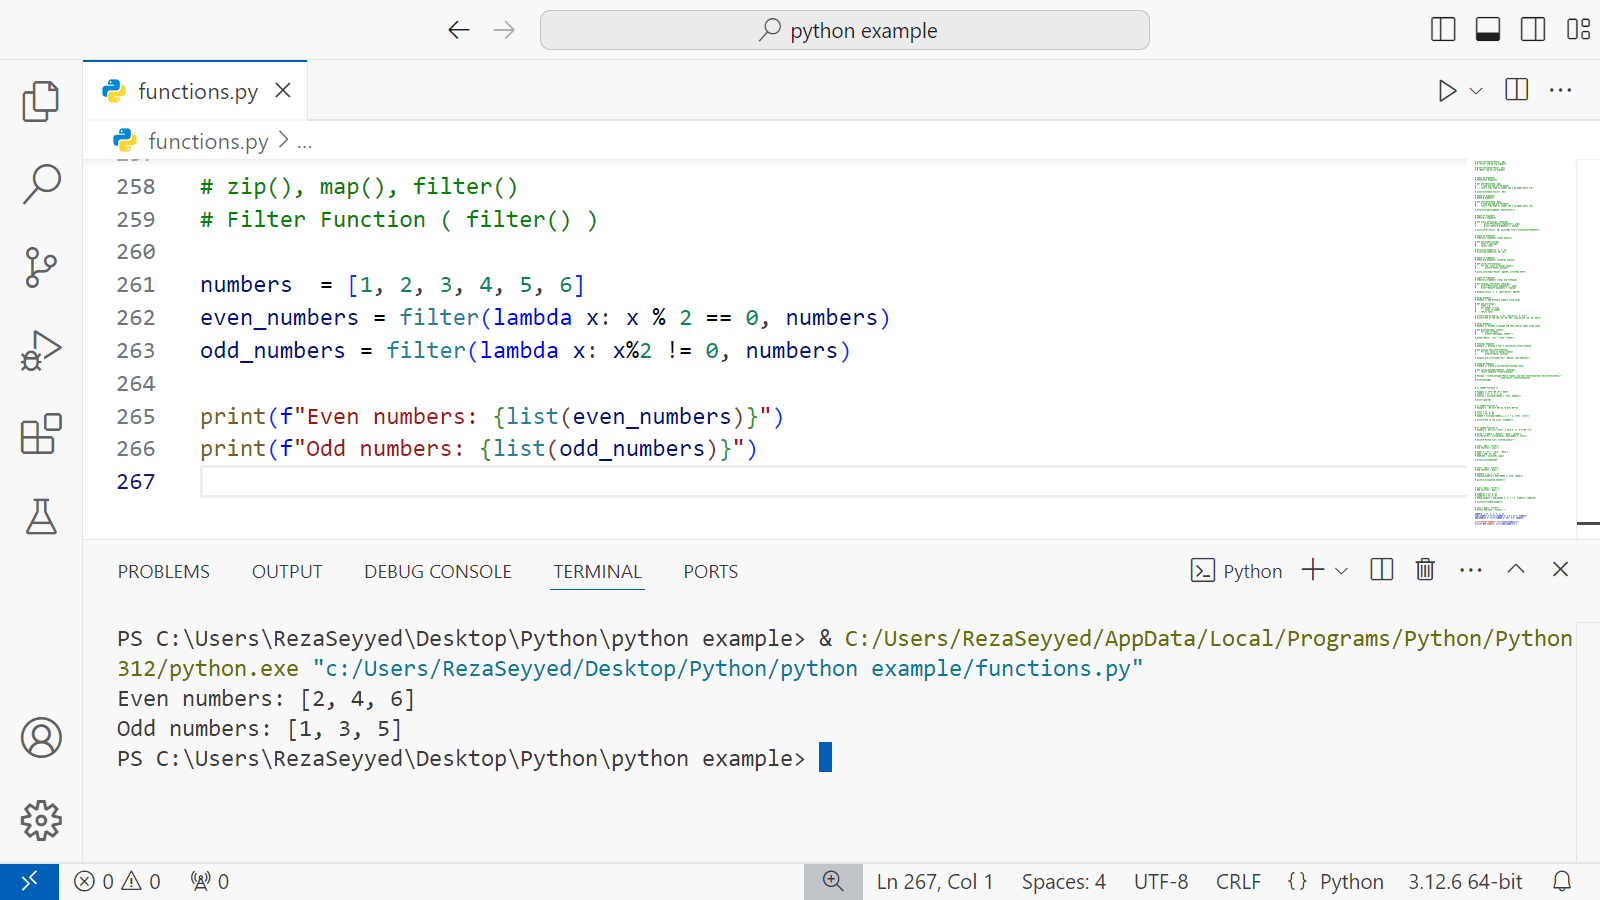 python example
functions.py
functions.py > ...
258 # zip(), map(), filter()
259 # Filter Function ( filter() )
260
261 numbers  = [1, 2, 3, 4, 5, 6]
262 even_numbers = filter(lambda x: x % 2 == 0, numbers)
263 odd_numbers = filter(lambda x: x%2 != 0, numbers)
264
265 print(f"Even numbers: {list(even_numbers)}")
266 print(f"Odd numbers: {list(odd_numbers)}")
267
PROBLEMS OUTPUT DEBUG CONSOLE TERMINAL PORTS Python
PS C:\Users\RezaSeyyed\Desktop\Python\python example> & C:/Users/RezaSeyyed/AppData/Local/Programs/Python/Python
312/python.exe "c:/Users/RezaSeyyed/Desktop/Python/python example/functions.py"
Even numbers: [2, 4, 6]
Odd numbers: [1, 3, 5]
PS C:\Users\RezaSeyyed\Desktop\Python\python example>
0 0 0 Ln 267, Col 1 Spaces: 4 UTF-8 CRLF {} Python 3.12.6 64-bit